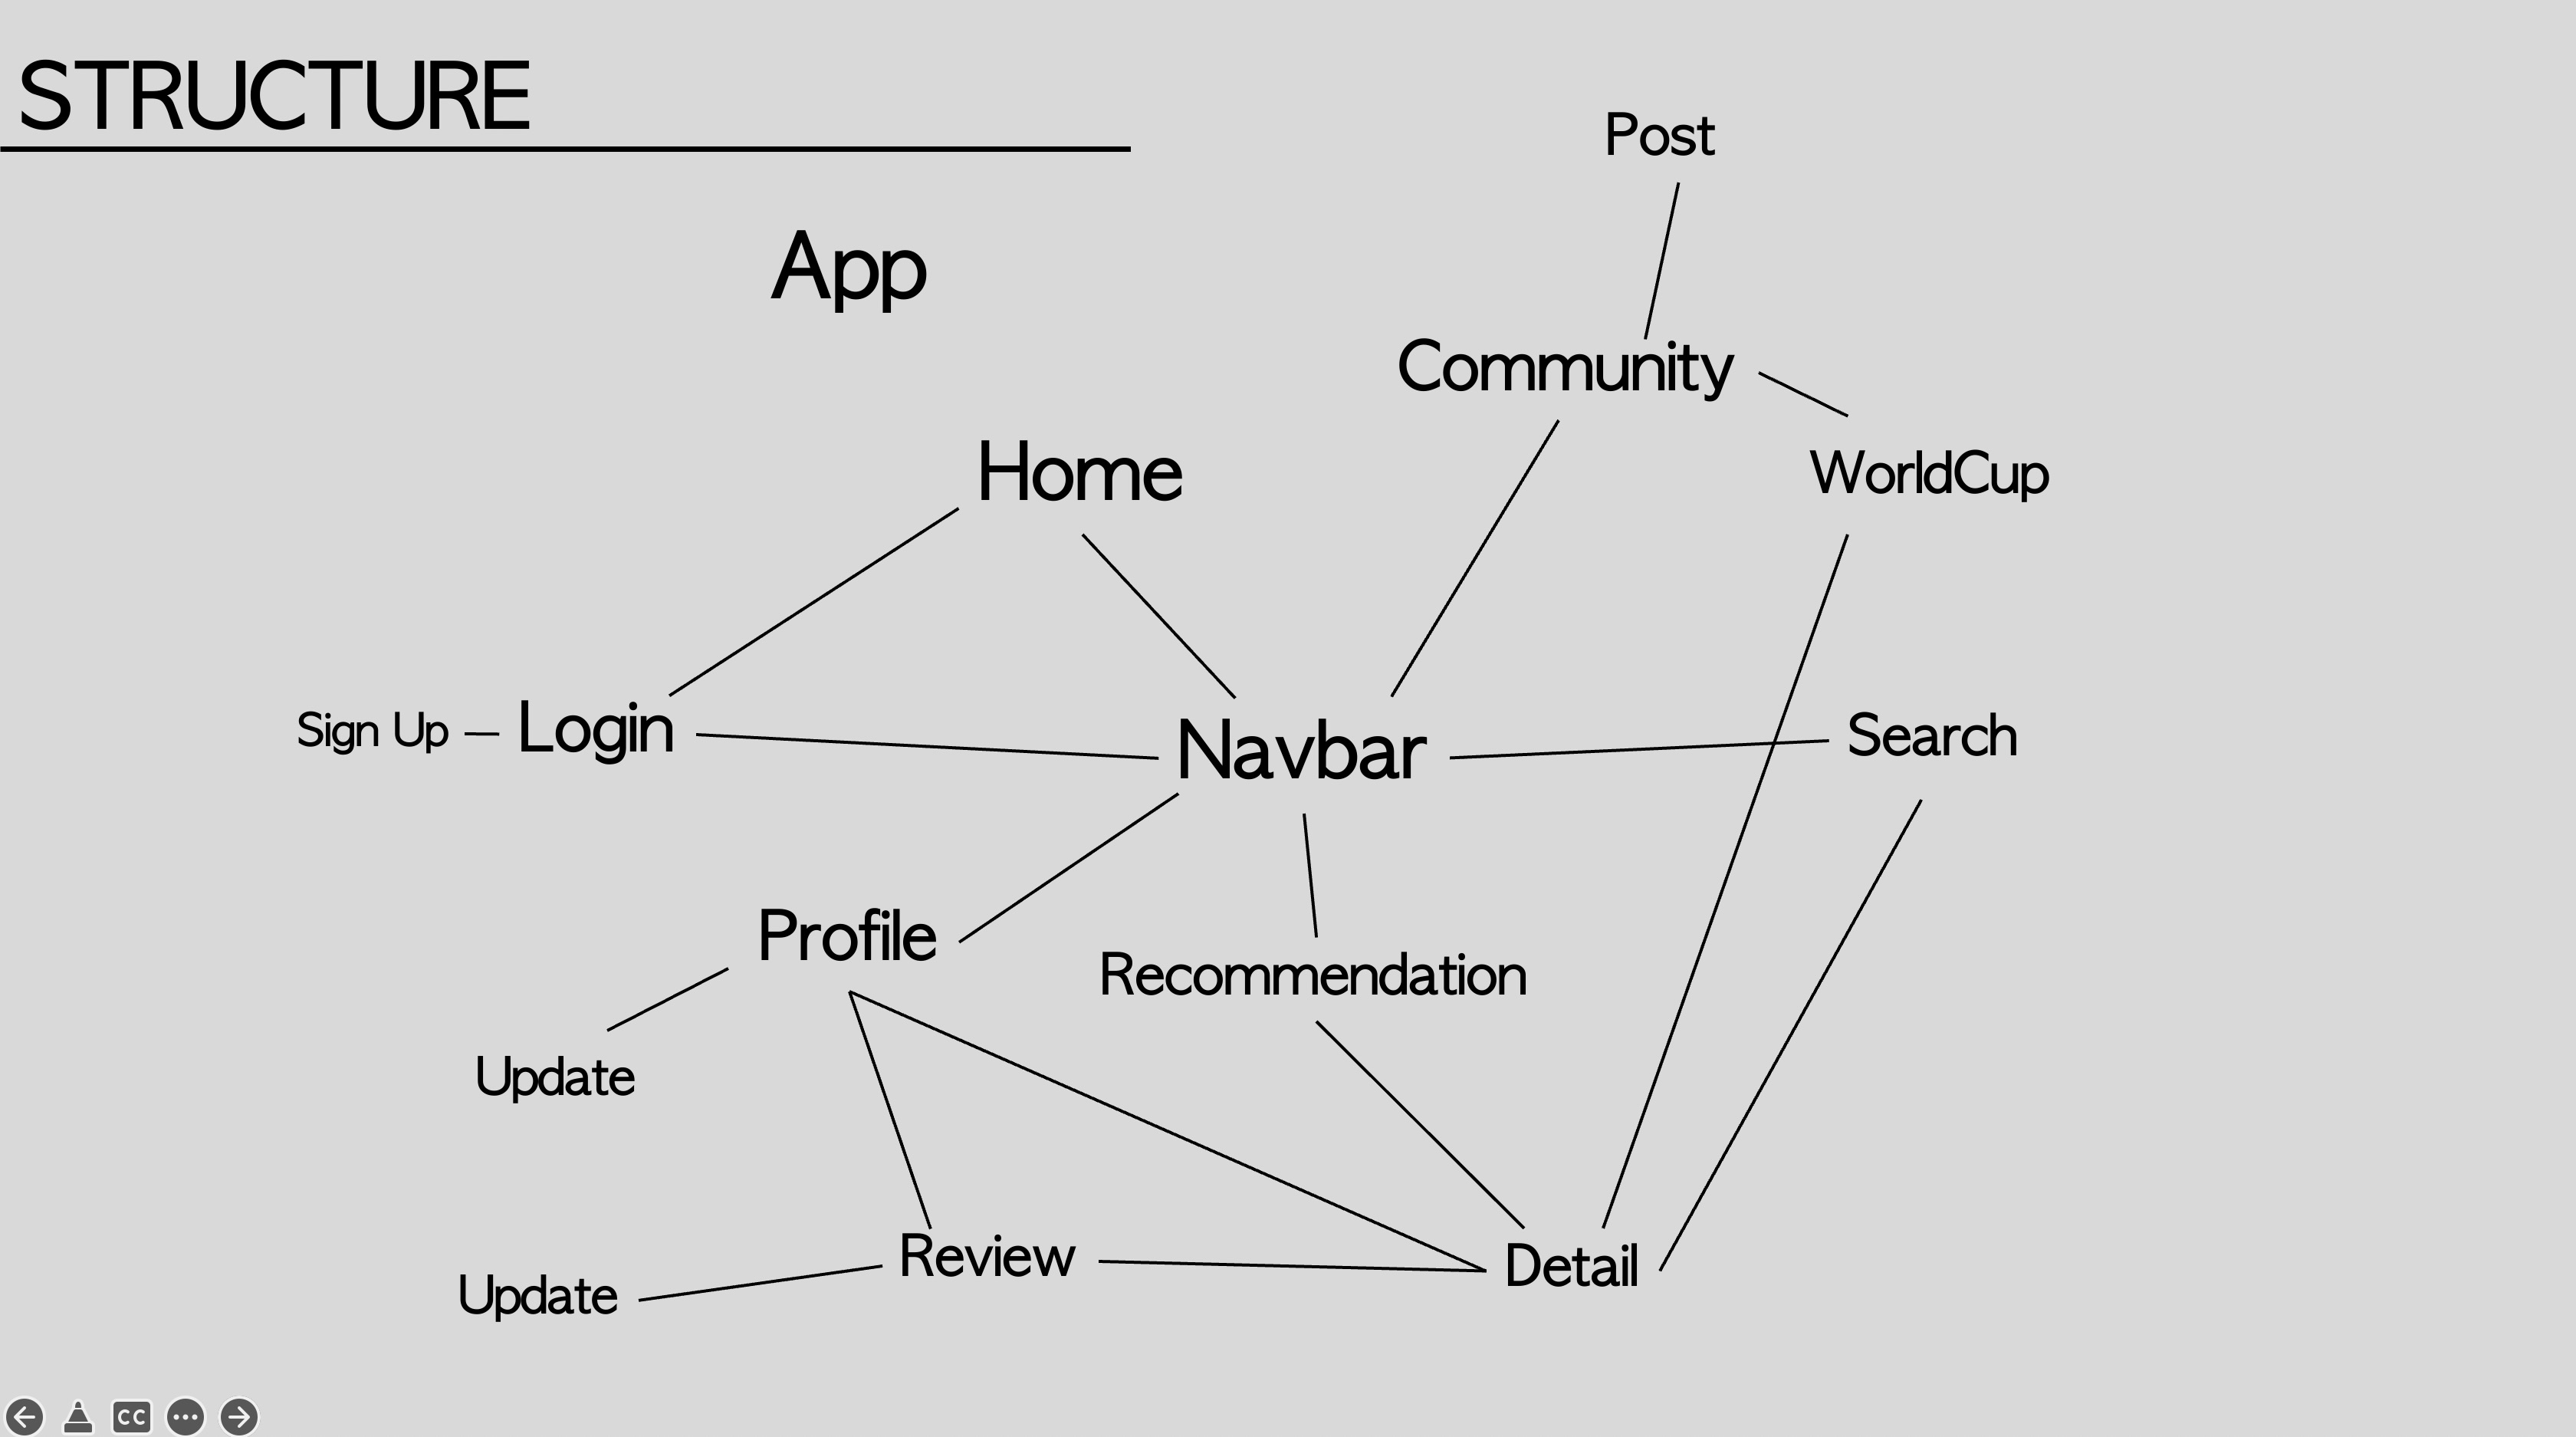 STRUCTURE
Post
App
Community
Home
WorldCup
Sign Up
Login
Navbar
Search
Profile
Recommendation
Update
Review
Detail
Update
CC